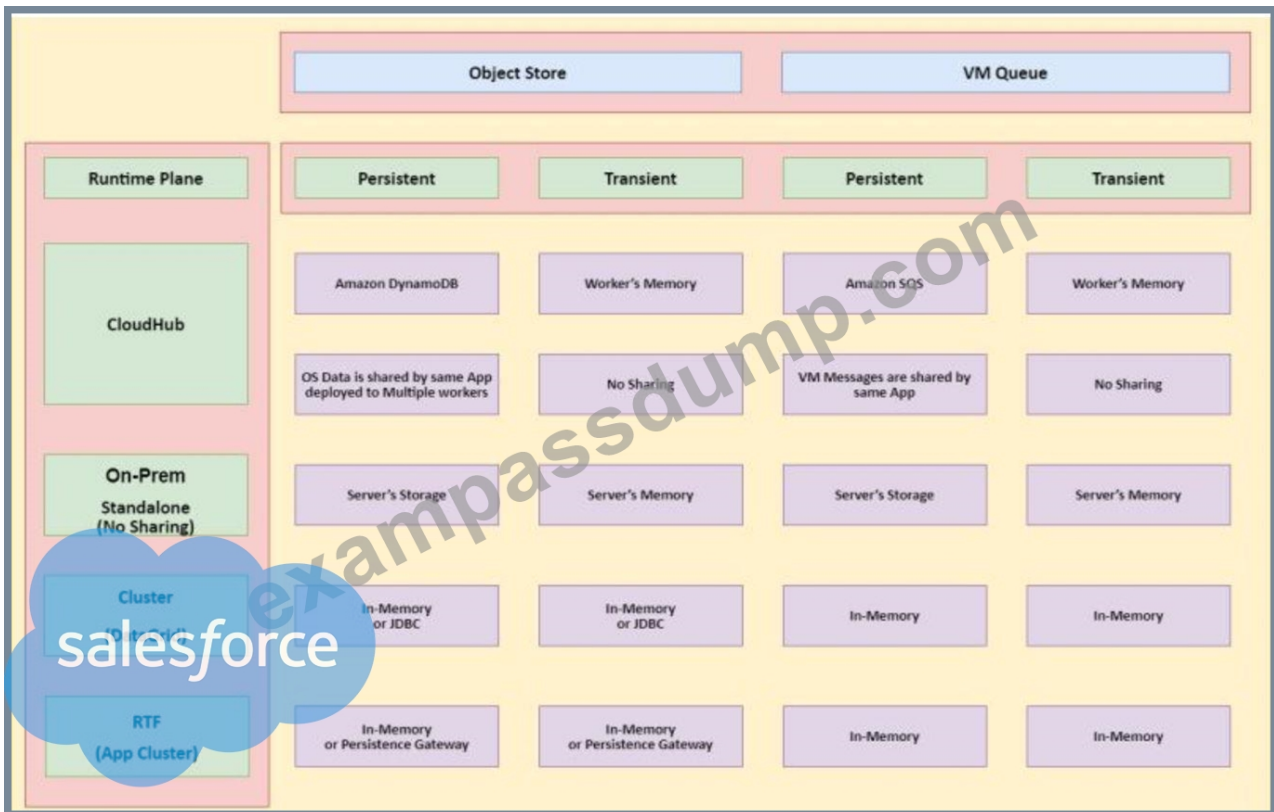 Object Store
VM Queue
Runtime Plane
Persistent
Transient
Persistent
Transient
CloudHub
Amazon DynamoDB
Worker's Memory
Amazon SQS
Worker's Memory
OS Data is shared by same App
deployed to Multiple workers
No Sharing
VM Messages are shared by
same App
No Sharing
On-Prem
Standalone
(No Sharing)
Server's Storage
Server's Memory
Server's Storage
Server's Memory
Cluster
(Data Grid)
In-Memory
or JDBC
In-Memory
or JDBC
In-Memory
In-Memory
RTF
(App Cluster)
In-Memory
or Persistence Gateway
In-Memory
or Persistence Gateway
In-Memory
In-Memory
salesforce
exampassdump.com